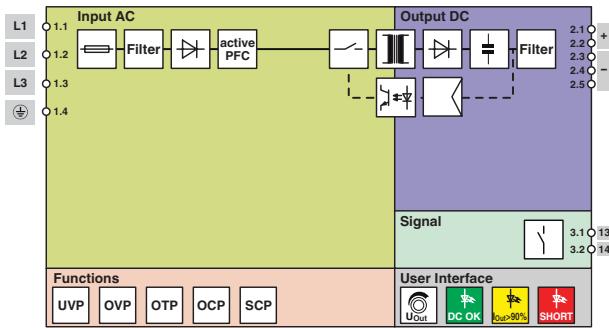 Input AC
Output DC
L1
1.1
L2
1.2
L3
1.3
1.4
Filter
active
PFC
Filter
2.1
2.2
2.3
2.4
2.5
+
–
Signal
3.1
13
3.2
14
Functions
UVP
OVP
OTP
OCP
SCP
User Interface
UOut
DC OK
IOut>90%
SHORT